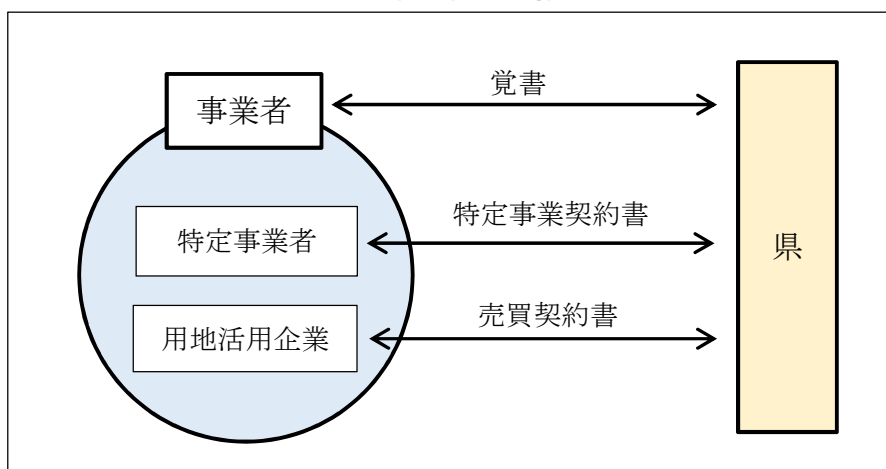 事業者
覚書
特定事業者
特定事業契約書
県
用地活用企業
売買契約書